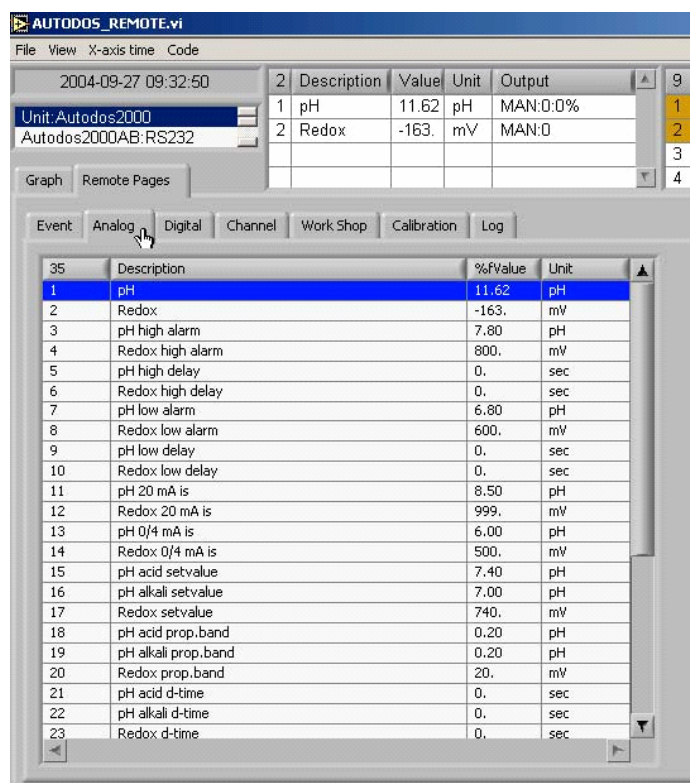 AUTODOS_REMOTE.vi
File View X-axis time Code
2004-09-27 09:32:50
Unit:Autodos2000
Autodos2000AB:RS232
2 Description Value Unit Output
1 pH 11.62 pH MAN:0:0%
2 Redox -163. mV MAN:0
9
1
2
3
4
Graph Remote Pages
Event Analog Digital Channel Work Shop Calibration Log
35 Description %fValue Unit
1 pH 11.62 pH
2 Redox -163. mV
3 pH high alarm 7.80 pH
4 Redox high alarm 800. mV
5 pH high delay 0. sec
6 Redox high delay 0. sec
7 pH low alarm 6.80 pH
8 Redox low alarm 600. mV
9 pH low delay 0. sec
10 Redox low delay 0. sec
11 pH 20 mA is 8.50 pH
12 Redox 20 mA is 999. mV
13 pH 0/4 mA is 6.00 pH
14 Redox 0/4 mA is 500. mV
15 pH acid setvalue 7.40 pH
16 pH alkali setvalue 7.00 pH
17 Redox setvalue 740. mV
18 pH acid prop.band 0.20 pH
19 pH alkali prop.band 0.20 pH
20 Redox prop.band 20. mV
21 pH acid d-time 0. sec
22 pH alkali d-time 0. sec
23 Redox d-time 0. sec